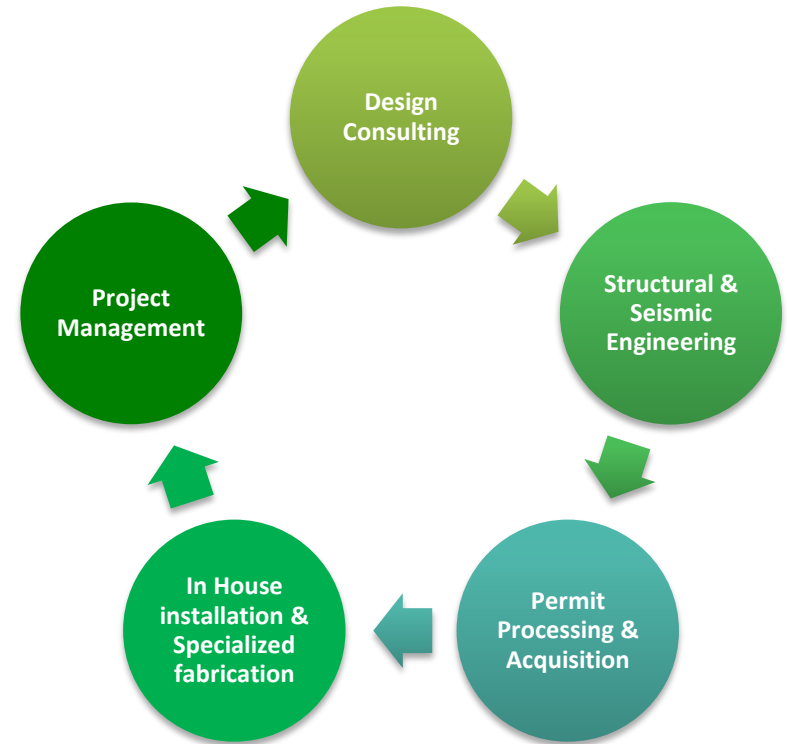 Design
Consulting
Structural &
Seismic
Engineering
Permit
Processing &
Acquisition
In House
installation &
Specialized
fabrication
Project
Management